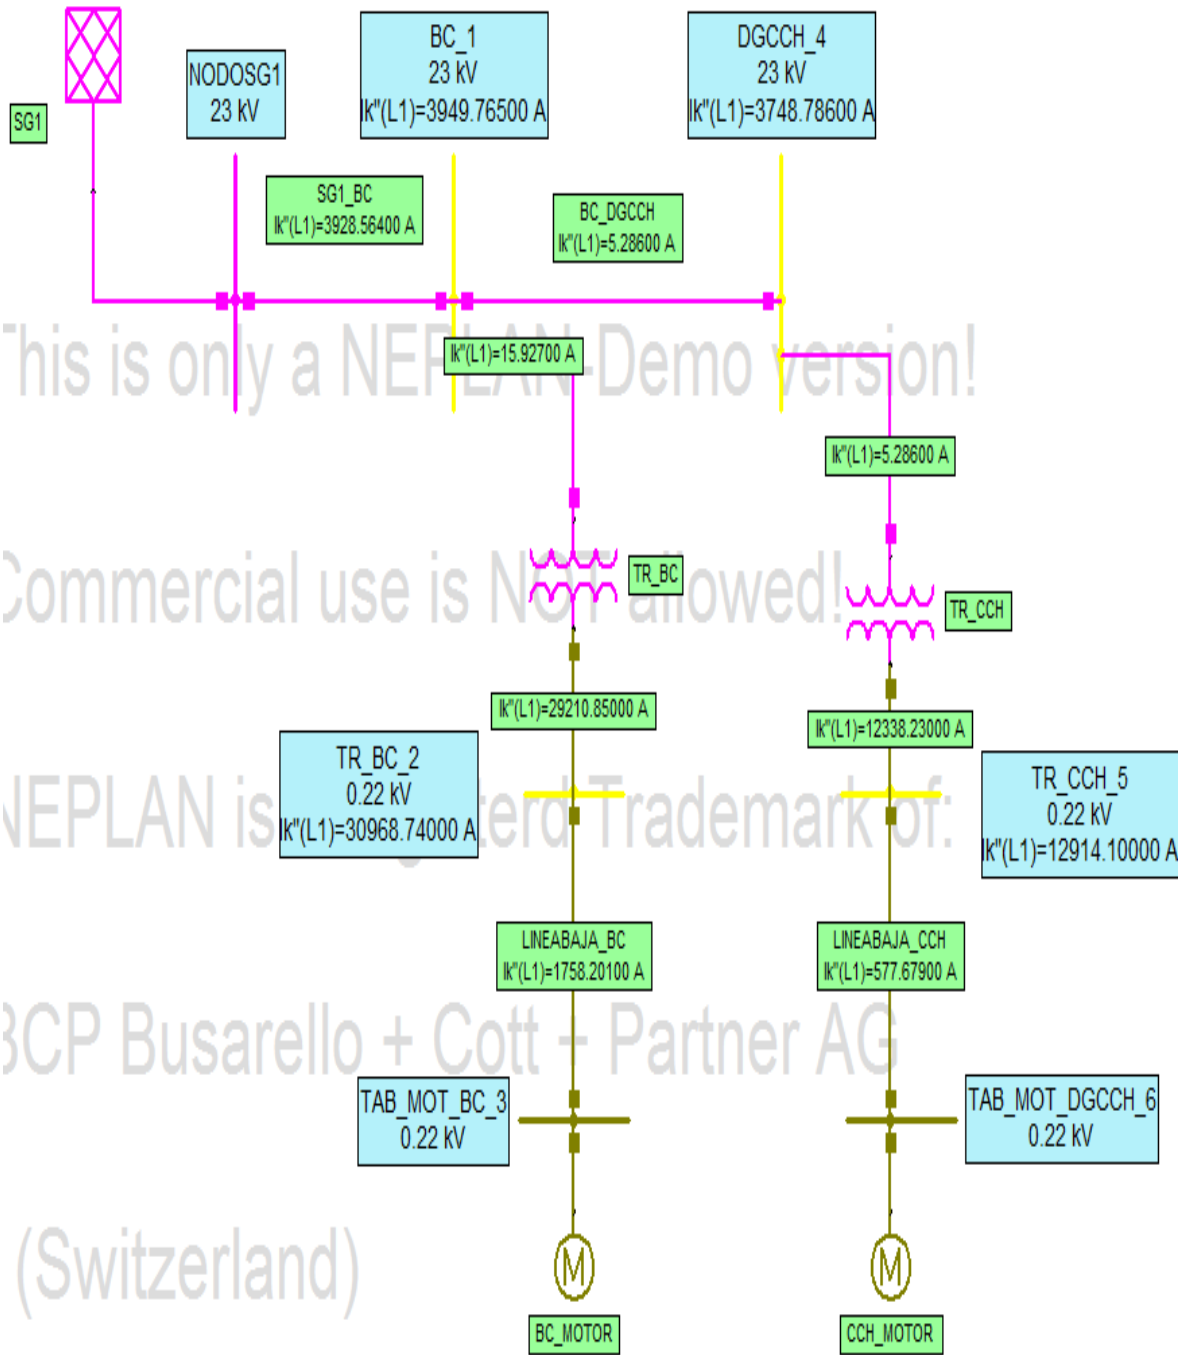 SG1
NODOSG1
23 kV
BC_1
23 kV
Ik"(L1)=3949.76500 A
DGCCH_4
23 kV
Ik"(L1)=3748.78600 A
SG1_BC
Ik"(L1)=3928.56400 A
BC_DGCCH
Ik"(L1)=5.28600 A
This is only a NEPLAN-Demo version!
Ik"(L1)=15.92700 A
Ik"(L1)=5.28600 A
Commercial use is NOT allowed!
TR_BC
TR_CCH
Ik"(L1)=29210.85000 A
Ik"(L1)=12338.23000 A
TR_BC_2
0.22 kV
Ik"(L1)=30968.74000 A
TR_CCH_5
0.22 kV
Ik"(L1)=12914.10000 A
NEPLAN is Trademark of:
LINEABAJA_BC
Ik"(L1)=1758.20100 A
LINEABAJA_CCH
Ik"(L1)=577.67900 A
BCP Busarello + Cott + Partner AG
TAB_MOT_BC_3
0.22 kV
TAB_MOT_DGCCH_6
0.22 kV
(Switzerland)
M
M
BC_MOTOR
CCH_MOTOR